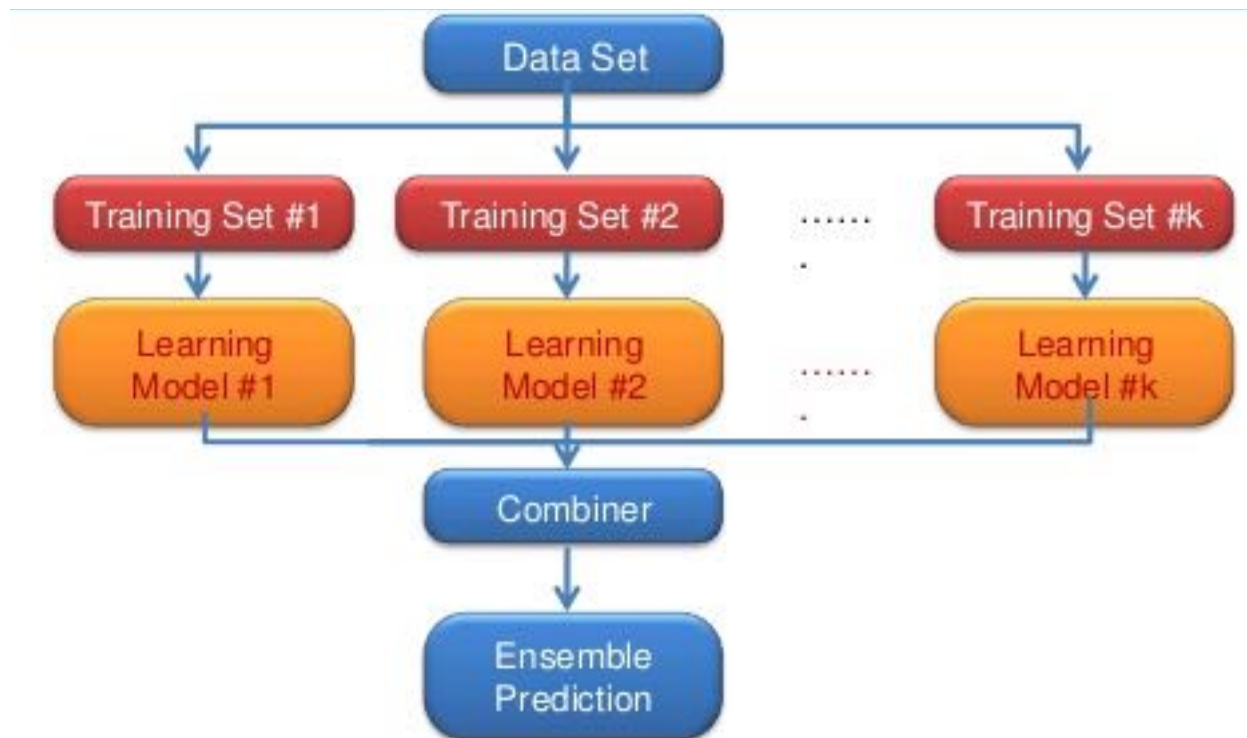 Data Set
Training Set #1
Training Set #2
......
.
Training Set #k
Learning
Model #1
Learning
Model #2
......
.
Learning
Model #k
Combiner
Ensemble
Prediction